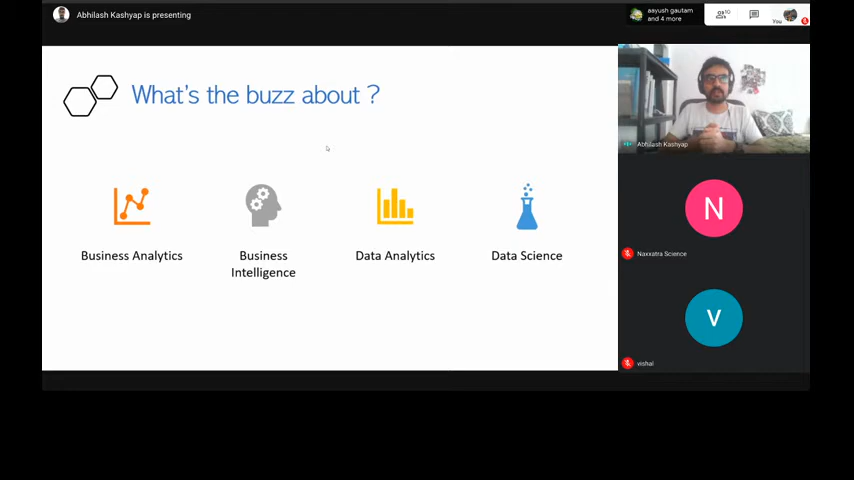 Abhilash Kashyap is presenting
aayush gautam
and 4 more
10
You
What's the buzz about ?
Business Analytics
Business
Intelligence
Data Analytics
Data Science
Abhilash Kashyap
N
Naxxatra Science
V
vishal